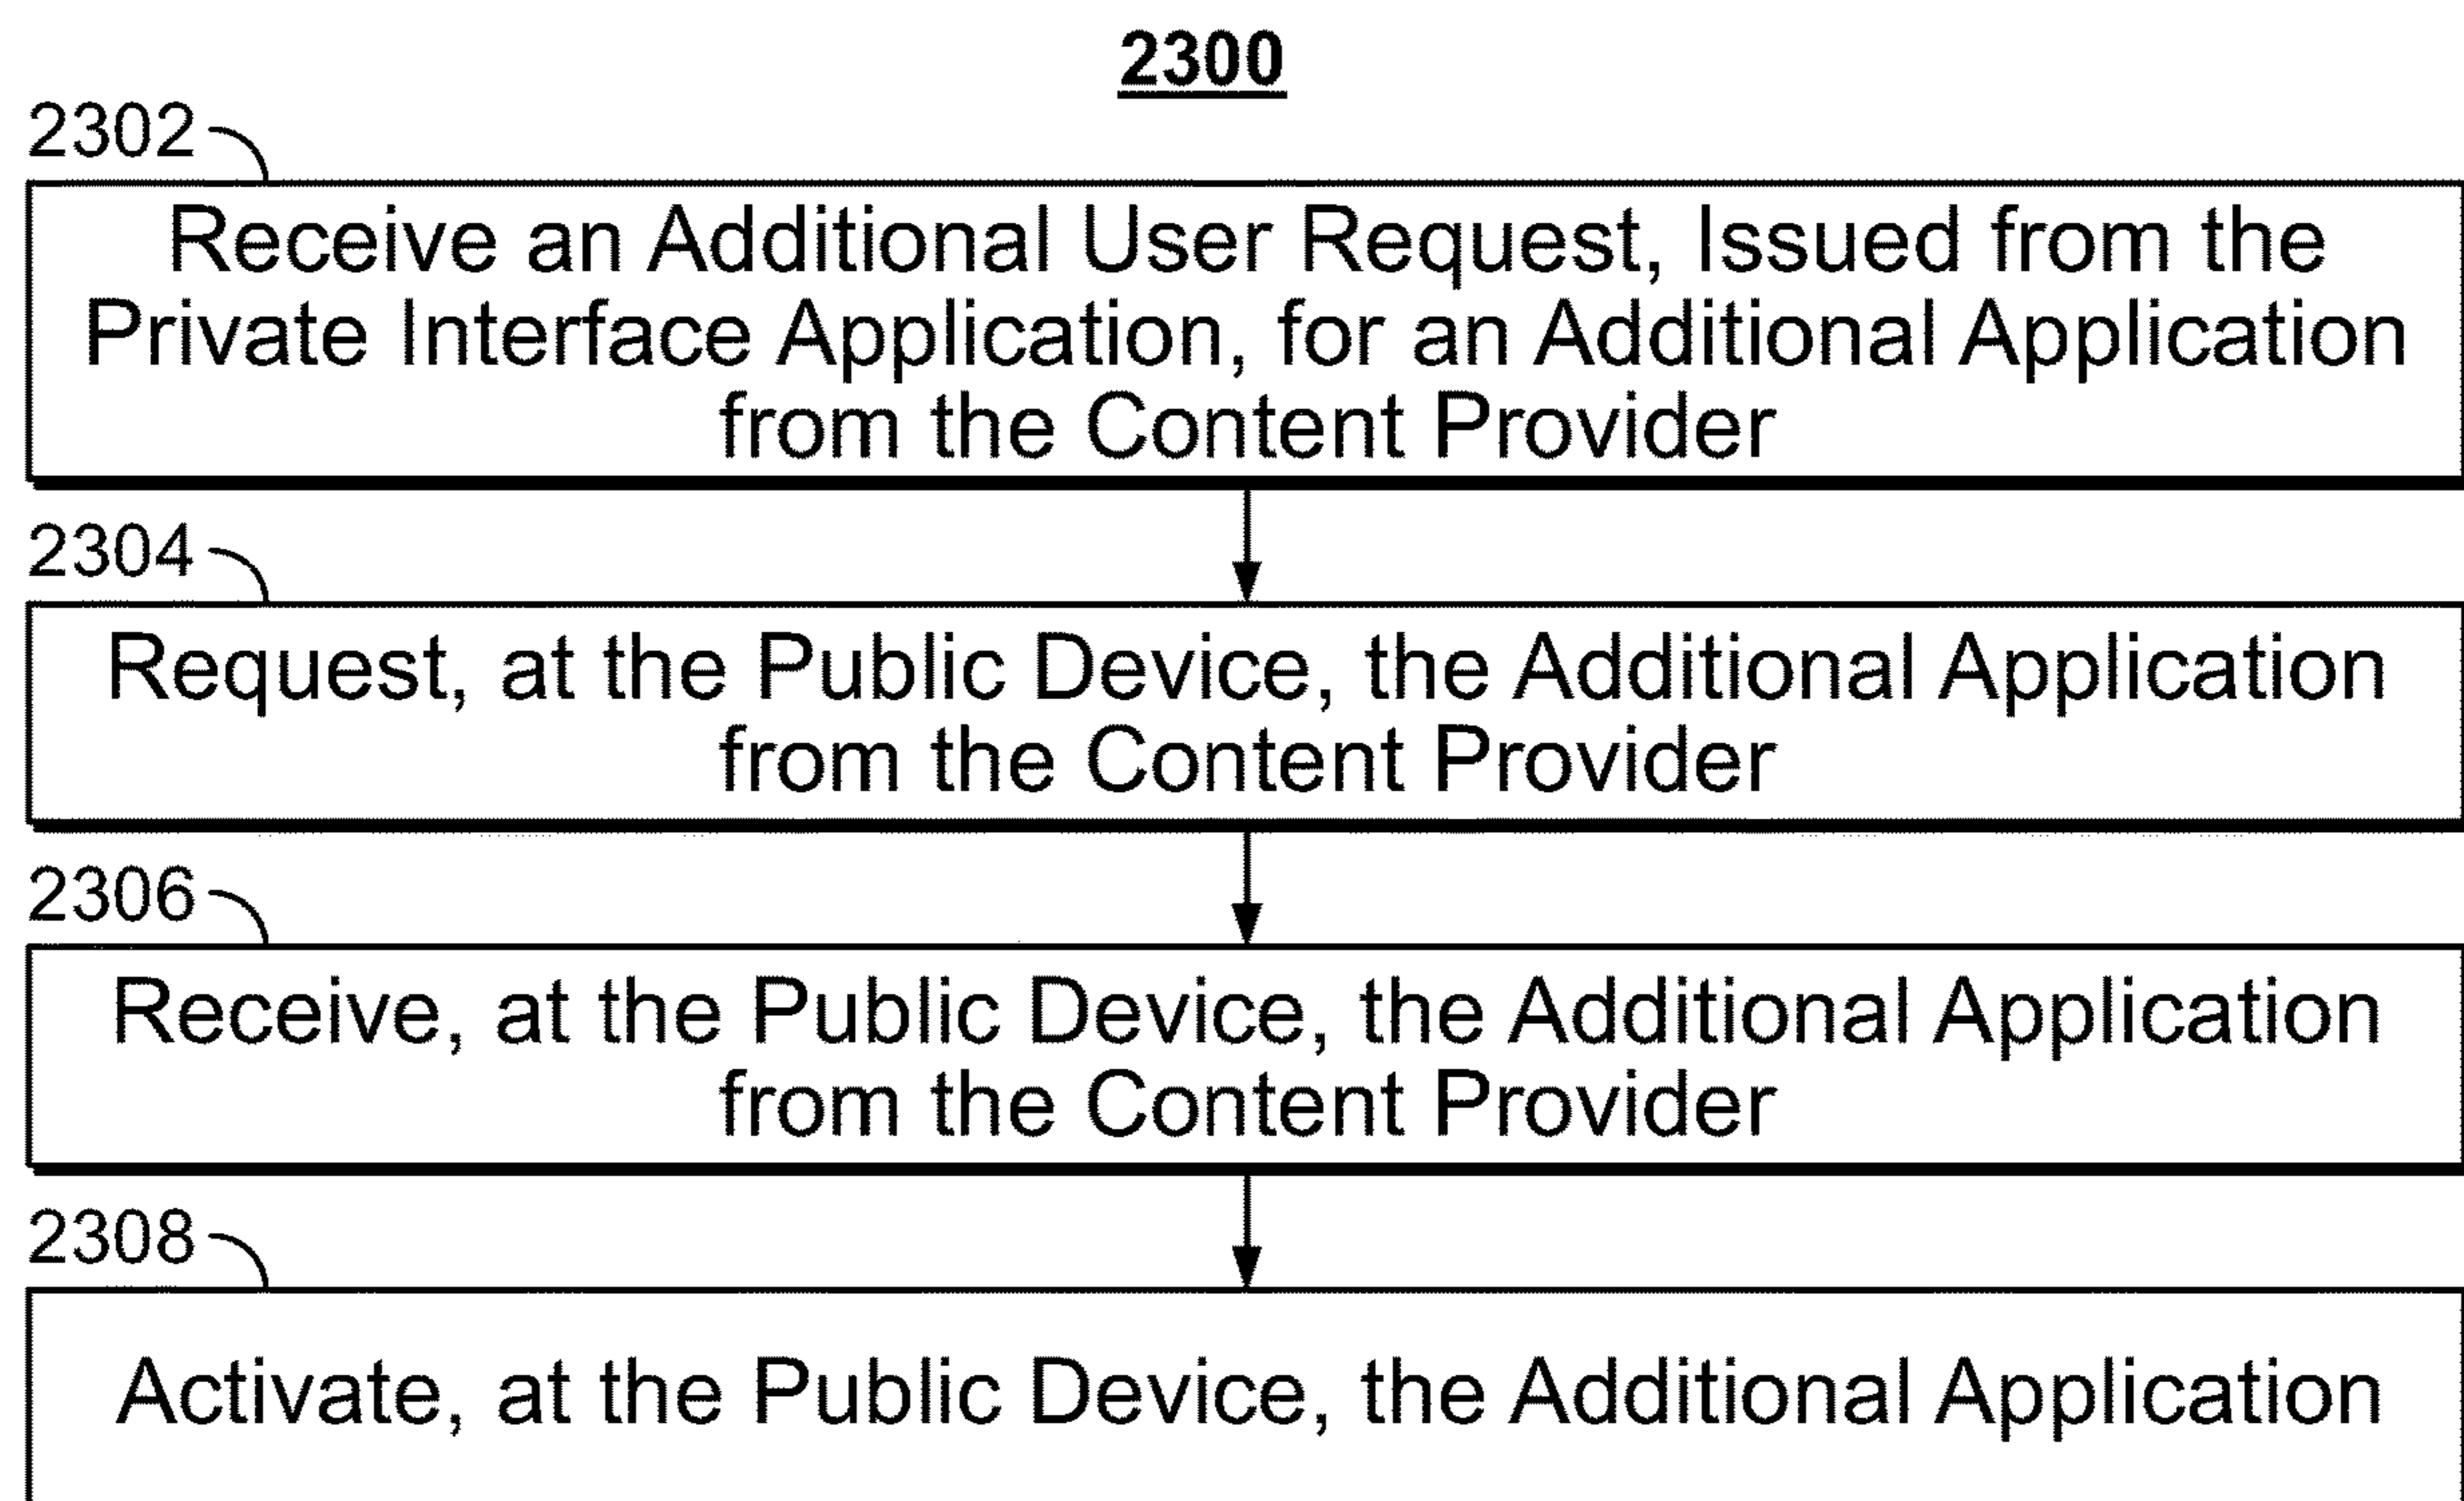 2300
2302
Receive an Additional User Request, Issued from the
Private Interface Application, for an Additional Application
from the Content Provider
2304
Request, at the Public Device, the Additional Application
from the Content Provider
2306
Receive, at the Public Device, the Additional Application
from the Content Provider
2308
Activate, at the Public Device, the Additional Application